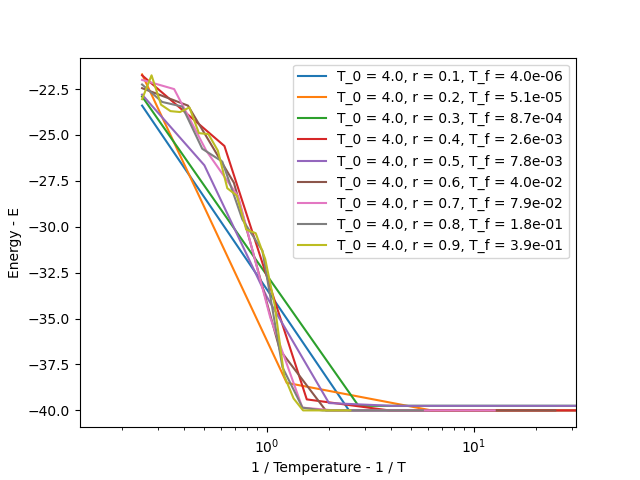 T_0 = 4.0, r = 0.1, T_f = 4.0e-06
T_0 = 4.0, r = 0.2, T_f = 5.1e-05
T_0 = 4.0, r = 0.3, T_f = 8.7e-04
T_0 = 4.0, r = 0.4, T_f = 2.6e-03
T_0 = 4.0, r = 0.5, T_f = 7.8e-03
T_0 = 4.0, r = 0.6, T_f = 4.0e-02
T_0 = 4.0, r = 0.7, T_f = 7.9e-02
T_0 = 4.0, r = 0.8, T_f = 1.8e-01
T_0 = 4.0, r = 0.9, T_f = 3.9e-01
Energy - E
−22.5
−25.0
−27.5
−30.0
−32.5
−35.0
−37.5
−40.0
10⁰ 10¹
1 / Temperature - 1 / T